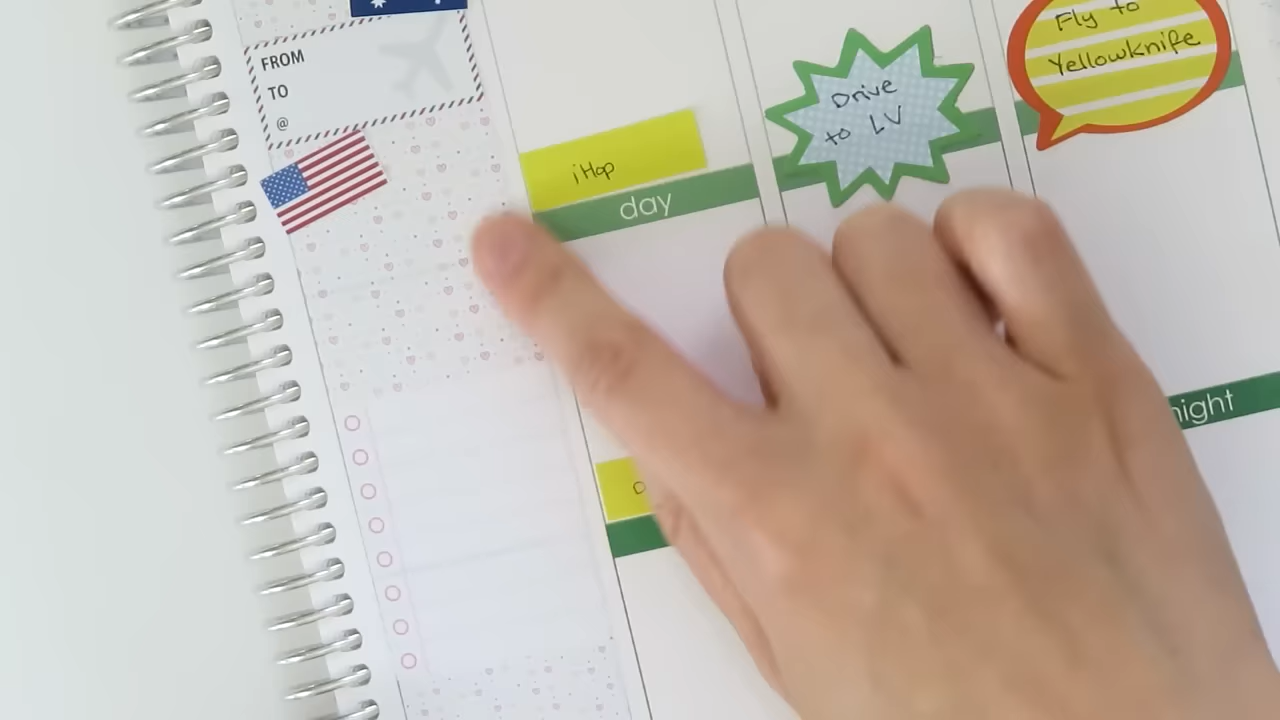 FROM
TO
@
iHop
day
Drive
to LV
Fly to
Yellowknife
night